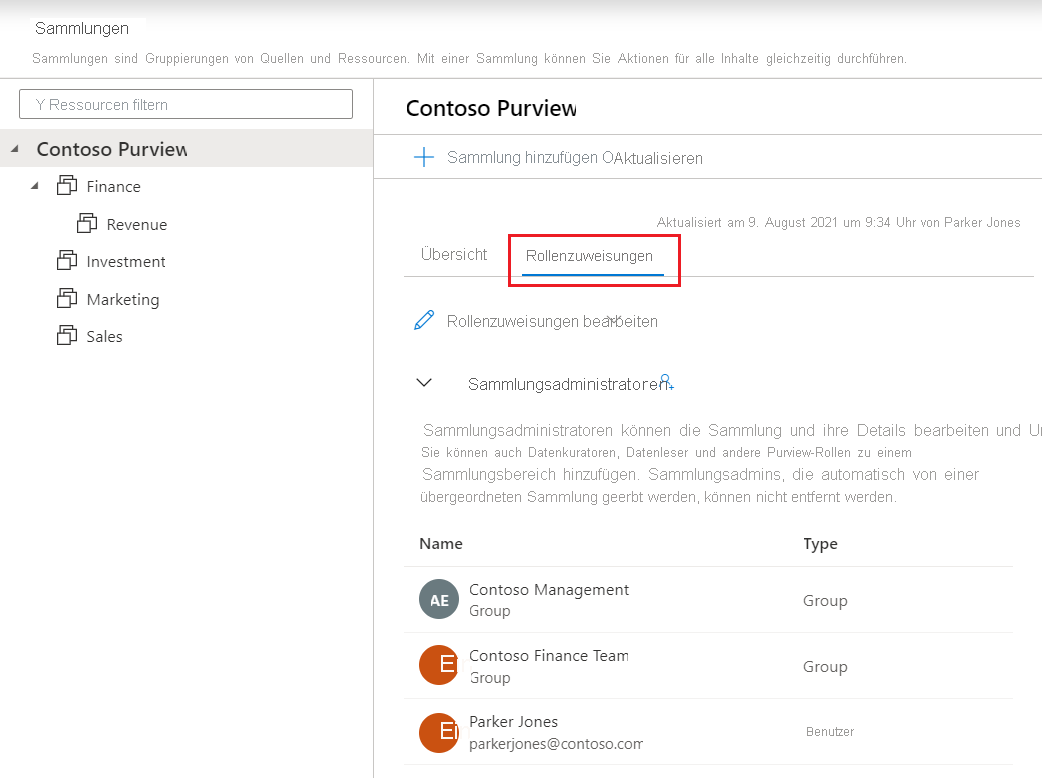 Sammlungen
Sammlungen sind Gruppierungen von Quellen und Ressourcen. Mit einer Sammlung können Sie Aktionen für alle Inhalte gleichzeitig durchführen.
Y Ressourcen filtern
Contoso Purview
Finance
Revenue
Investment
Marketing
Sales
Contoso Purview
Sammlung hinzufügen OAktualisieren
Aktualisiert am 9. August 2021 um 9:34 Uhr von Parker Jones
Übersicht Rollenzuweisungen
Rollenzuweisungen bearbeiten
Sammlungsadministratoren
Sammlungsadministratoren können die Sammlung und ihre Details bearbeiten und
Sie können auch Datenkuratoren, Datenleser und andere Purview-Rollen zu einem
Sammlungsbereich hinzufügen. Sammlungsadmins, die automatisch von einer
übergeordneten Sammlung geerbt werden, können nicht entfernt werden.
Name Type
AE Contoso Management Group
Group
E Contoso Finance Team Group
Group
Parker Jones Benutzer
parkerjones@contoso.com